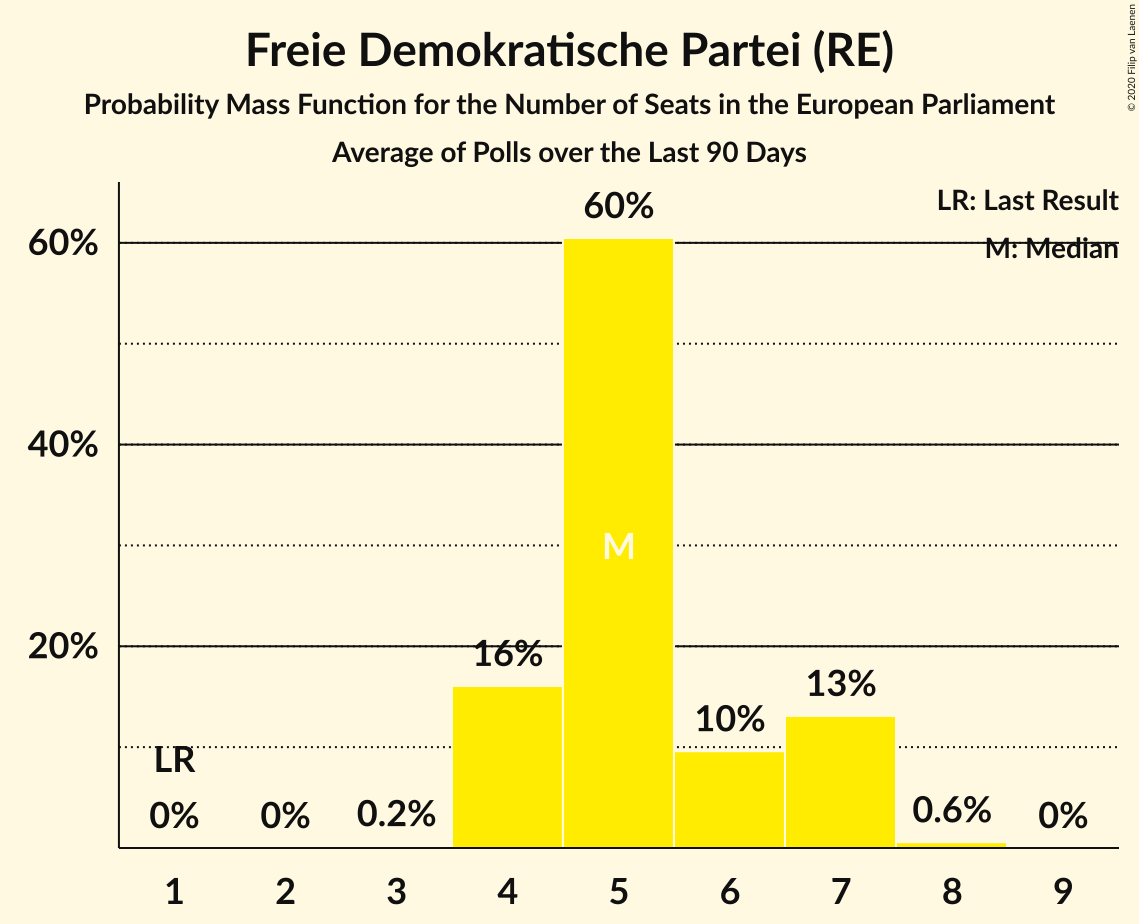 Freie Demokratische Partei (RE)
Probability Mass Function for the Number of Seats in the European Parliament
Average of Polls over the Last 90 Days
© 2020 Filip van Laenen
LR: Last Result
M: Median
60%
40%
20%
60%
M
16%
13%
10%
LR
0%
0%
0.2%
0.6%
0%
1 2 3 4 5 6 7 8 9